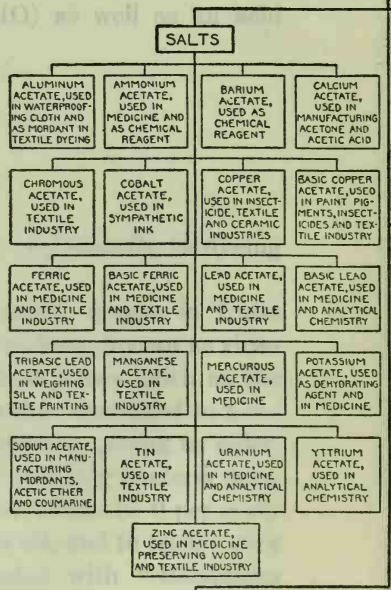 SALTS
ALUMINUM
ACETATE, USED
IN WATERPROOF-
ING CLOTH AND
AS MORDANT IN
TEXTILE DYEING
AMMONIUM
ACETATE,
USED IN
MEDICINE AND
AS CHEMICAL
REAGENT
BARIUM
ACETATE,
USED AS
CHEMICAL
REAGENT
CALCIUM
ACETATE,
USED IN
MANUFACTURING
ACETONE AND
ACETIC ACID
CHROMOUS
ACETATE,
USED IN
TEXTILE
INDUSTRY
COBALT
ACETATE,
USED IN
SYMPATHETIC
INK
COPPER
ACETATE,
USED IN INSECT-
ICIDE, TEXTILE
AND CERAMIC
INDUSTRIES
BASIC COPPER
ACETATE, USED
IN PAINT PIG-
MENTS, INSECT-
ICIDES AND TEX-
TILE INDUSTRY
FERRIC
ACETATE, USED
IN MEDICINE
AND TEXTILE
INDUSTRY
BASIC FERRIC
ACETATE, USED
IN MEDICINE
AND TEXTILE
INDUSTRY
LEAD ACETATE,
USED IN
MEDICINE
AND TEXTILE
INDUSTRY
BASIC LEAD
ACETATE, USED
IN MEDICINE
AND ANALYTICAL
CHEMISTRY
TRIBASIC LEAD
ACETATE, USED
IN WEIGHING
SILK AND TEX-
TILE PRINTING
MANGANESE
ACETATE,
USED IN
TEXTILE
INDUSTRY
MERCUROUS
ACETATE,
USED IN
MEDICINE
POTASSIUM
ACETATE, USED
AS DEHYDRATING
AGENT AND
IN MEDICINE
SODIUM ACETATE,
USED IN MANU-
FACTURING
MORDANTS,
ACETIC ETHER
AND COUMARINE
TIN
ACETATE,
USED IN
TEXTILE
INDUSTRY
URANIUM
ACETATE, USED
IN MEDICINE
AND ANALYTICAL
CHEMISTRY
YTTRIUM
ACETATE,
USED IN
ANALYTICAL
CHEMISTRY
ZINC ACETATE,
USED IN MEDICINE
PRESERVING WOOD
AND TEXTILE INDUSTRY